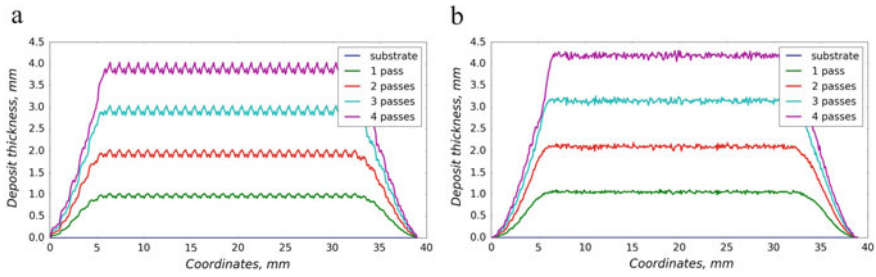 a
4.5
4.0
3.5
3.0
2.5
2.0
1.5
1.0
0.5
0.0
Deposit thickness, mm
0 5 10 15 20 25 30 35 40
Coordinates, mm
substrate
1 pass
2 passes
3 passes
4 passes
b
4.5
4.0
3.5
3.0
2.5
2.0
1.5
1.0
0.5
0.0
Deposit thickness, mm
0 5 10 15 20 25 30 35 40
Coordinates, mm
substrate
1 pass
2 passes
3 passes
4 passes